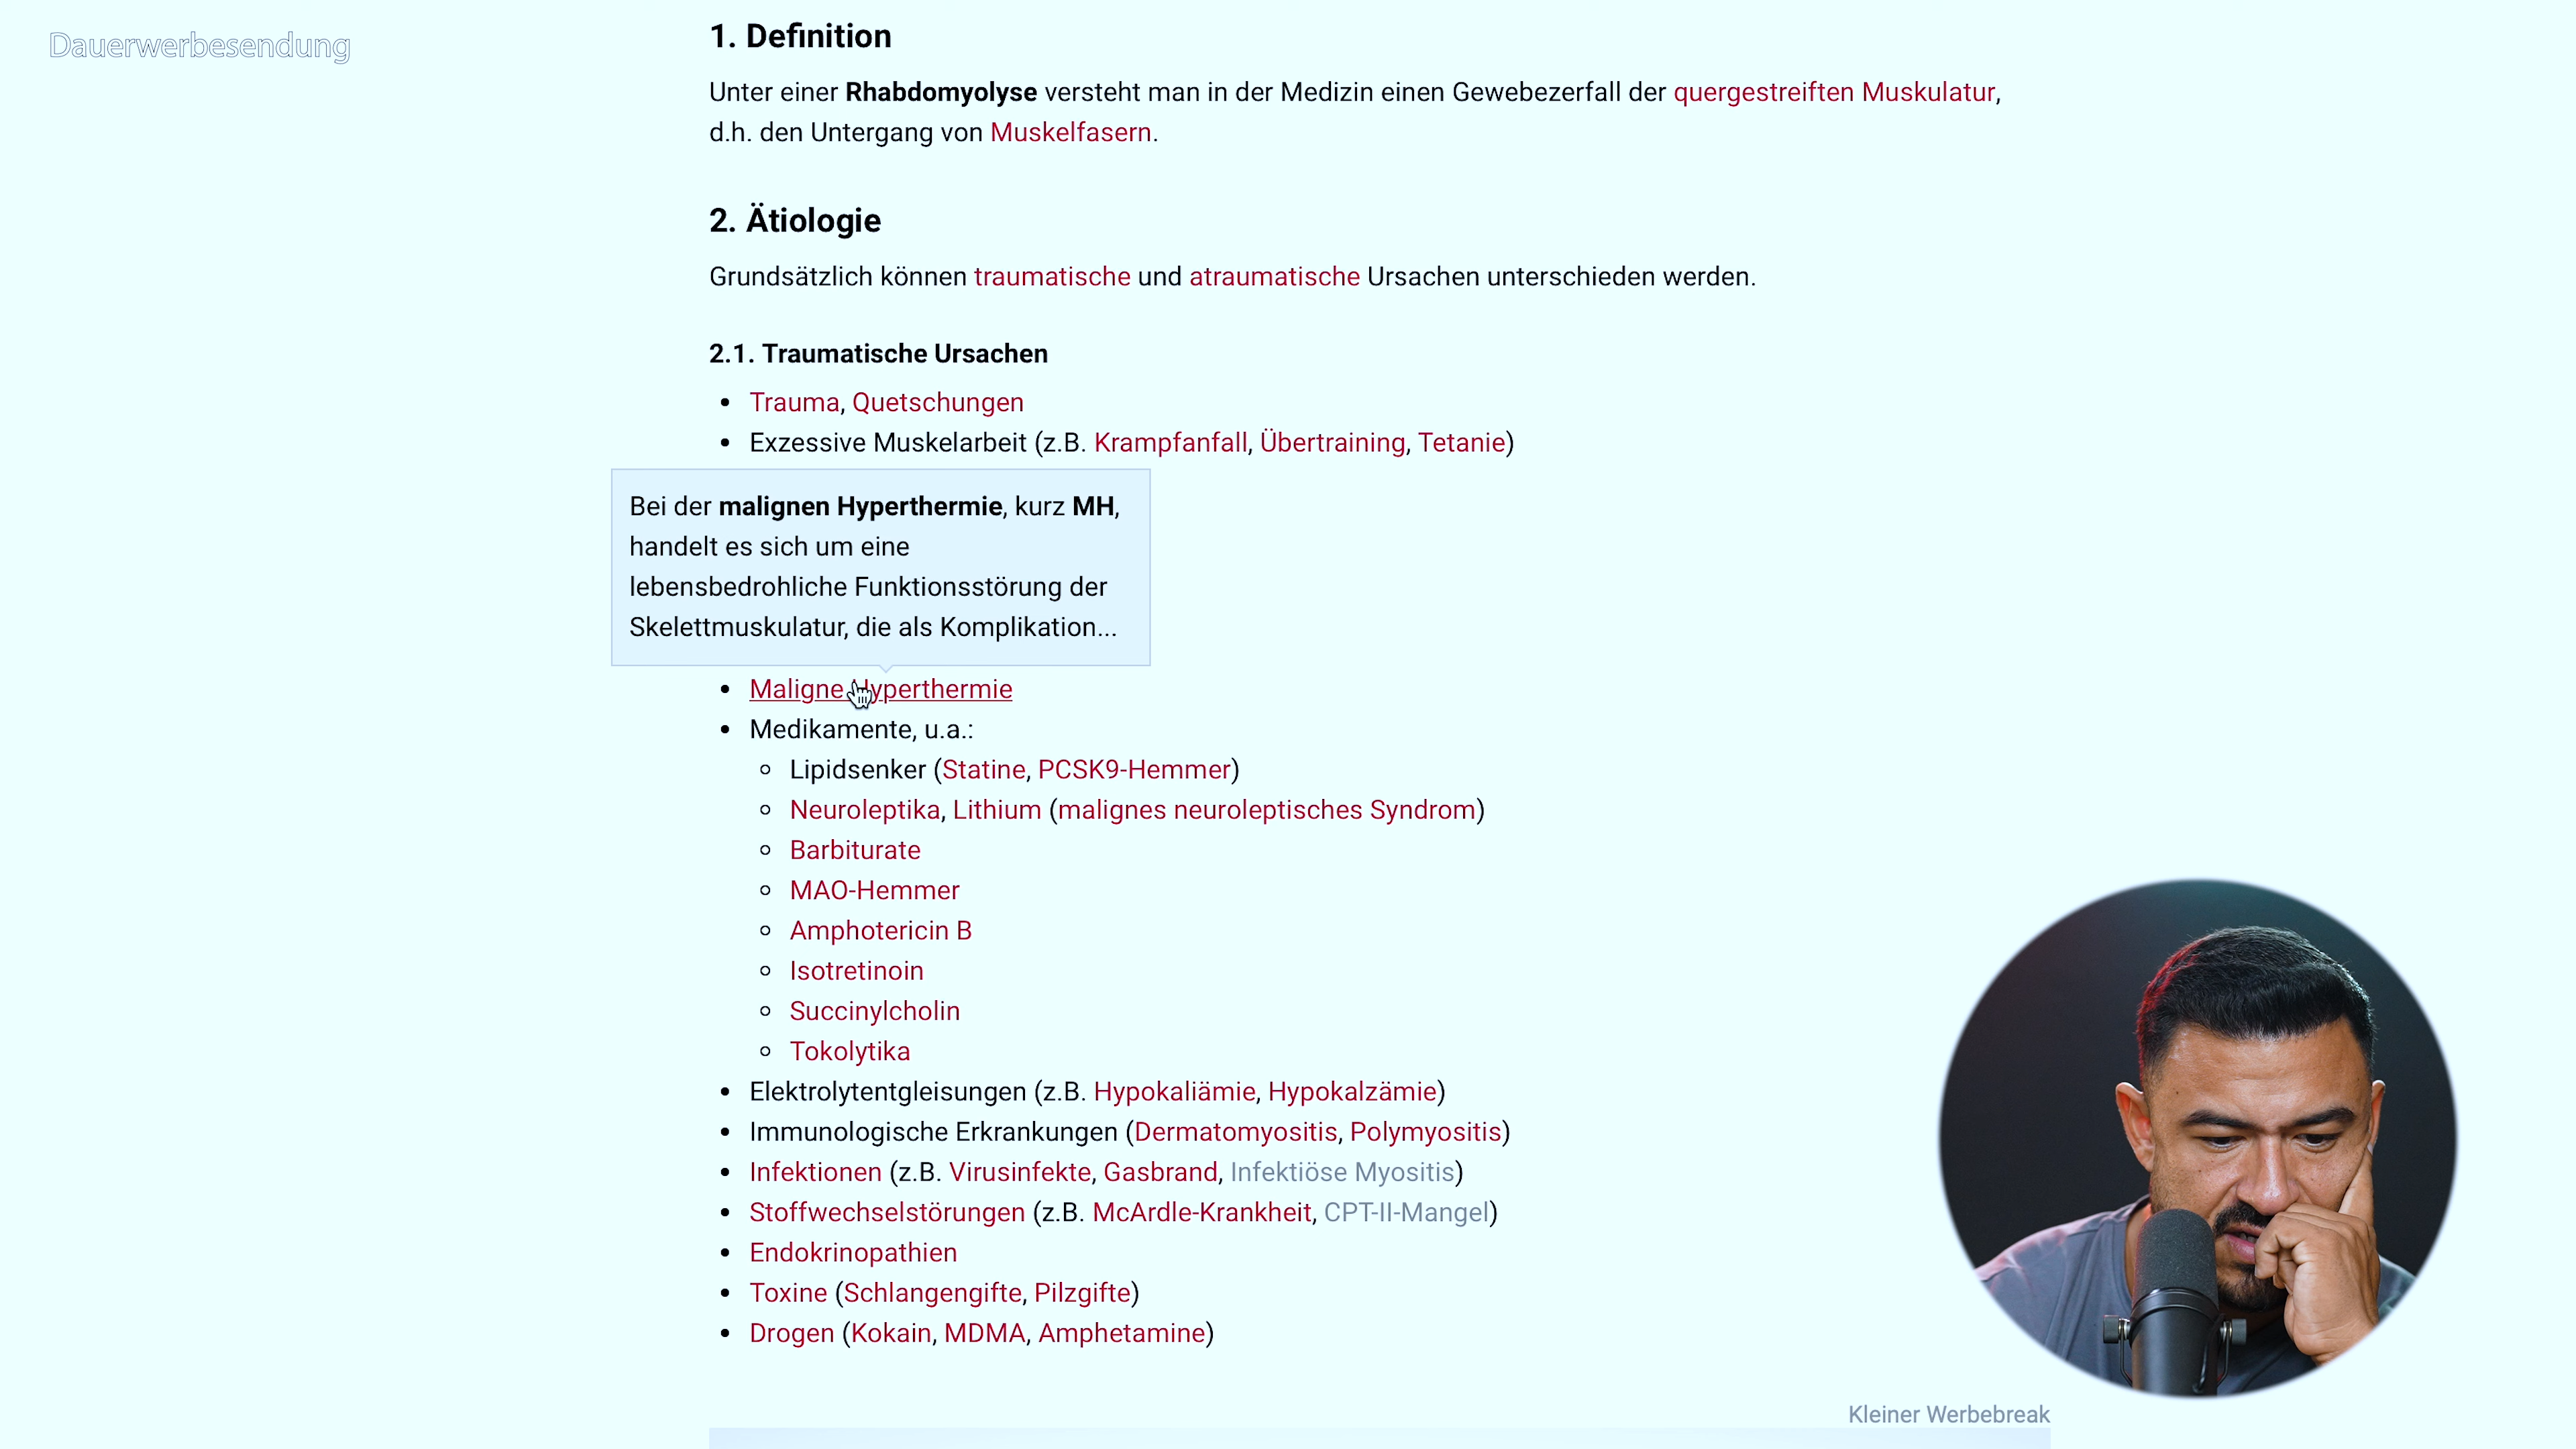 Dauerwerbesendung
1. Definition
Unter einer Rhabdomyolyse versteht man in der Medizin einen Gewebezerfall der quergestreiften Muskulatur,
d.h. den Untergang von Muskelfasern.
2. Ätiologie
Grundsätzlich können traumatische und atraumatische Ursachen unterschieden werden.
2.1. Traumatische Ursachen
• Trauma, Quetschungen
• Exzessive Muskelarbeit (z.B. Krampfanfall, Übertraining, Tetanie)
Bei der malignen Hyperthermie, kurz MH,
handelt es sich um eine
lebensbedrohliche Funktionsstörung der
Skelettmuskulatur, die als Komplikation...
• Maligne Hyperthermie
• Medikamente, u.a.:
◦ Lipidsenker (Statine, PCSK9-Hemmer)
◦ Neuroleptika, Lithium (malignes neuroleptisches Syndrom)
◦ Barbiturate
◦ MAO-Hemmer
◦ Amphotericin B
◦ Isotretinoin
◦ Succinylcholin
◦ Tokolytika
• Elektrolytentgleisungen (z.B. Hypokaliämie, Hypokalzämie)
• Immunologische Erkrankungen (Dermatomyositis, Polymyositis)
• Infektionen (z.B. Virusinfekte, Gasbrand, Infektiöse Myositis)
• Stoffwechselstörungen (z.B. McArdle-Krankheit, CPT-II-Mangel)
• Endokrinopathien
• Toxine (Schlangengifte, Pilzgifte)
• Drogen (Kokain, MDMA, Amphetamine)
Kleiner Werbebreak